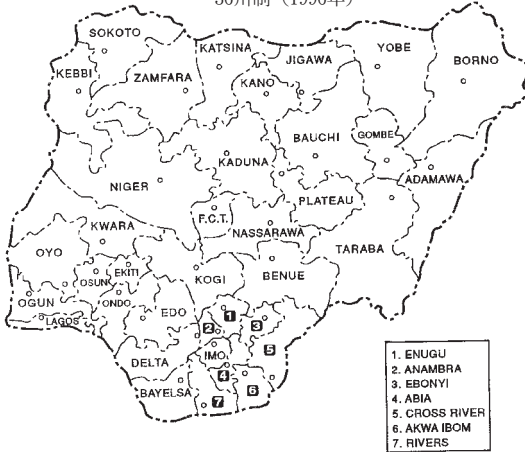 36州制（1996年）
SOKOTO
KATSINA
JIGAWA
YOBE
BORNO
KEBBI
ZAMFARA
KANO
BAUCHI
GOMBE
KADUNA
ADAMAWA
NIGER
PLATEAU
F.C.T.
NASSARAWA
KWARA
TARABA
OYO
BENUE
KOGI
OSUN
EKITI
OGUN
ONDO
EDO
LAGOS
1
2
3
IMO
DELTA
5
4
BAYELSA
6
7
1. ENUGU
2. ANAMBRA
3. EBONYI
4. ABIA
5. CROSS RIVER
6. AKWA IBOM
7. RIVERS